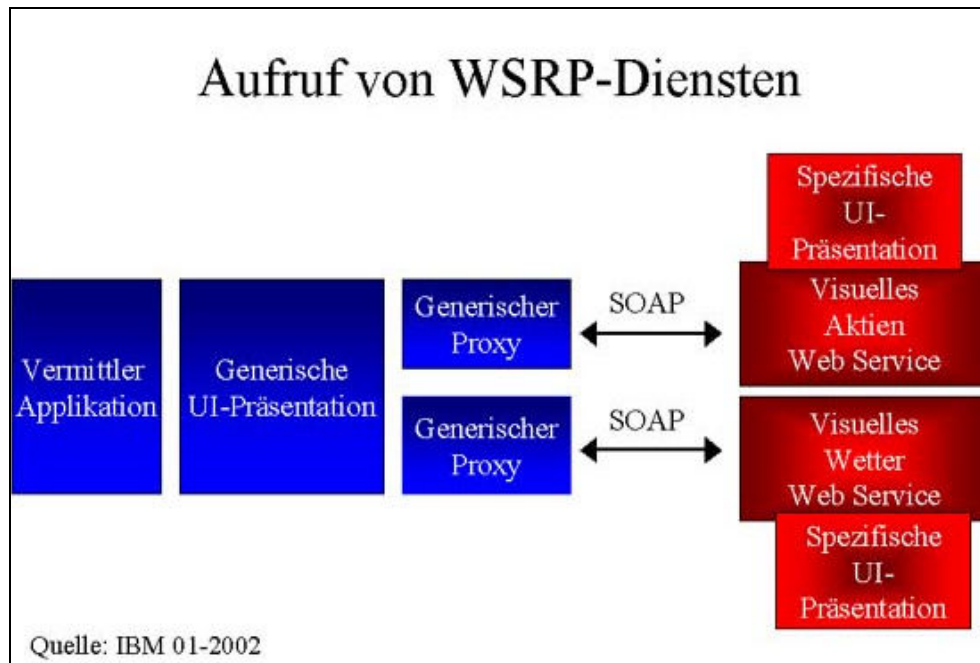 Aufruf von WSRP-Diensten
Vermittler
Applikation
Generische
UI-Präsentation
Generischer
Proxy
SOAP
Generischer
Proxy
SOAP
Spezifische
UI-
Präsentation
Visuelles
Aktien
Web Service
Visuelles
Wetter
Web Service
Spezifische
UI-
Präsentation
Quelle: IBM 01-2002